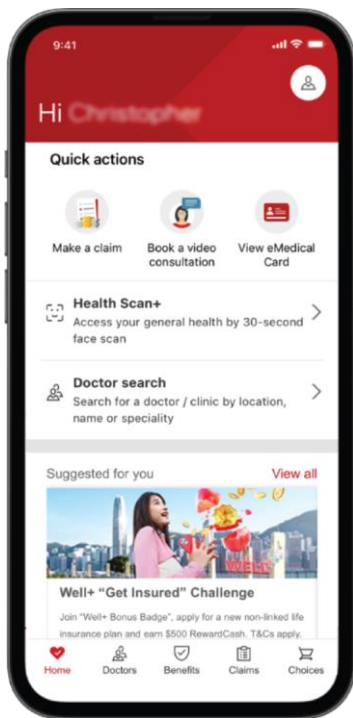 9:41
Hi
Quick actions
Make a claim
Book a video
consultation
View eMedical
Card
Health Scan+
Access your general health by 30-second
face scan
Doctor search
Search for a doctor / clinic by location,
name or speciality
Suggested for you
View all
WELL+
Well+ “Get Insured” Challenge
Join “Well+ Bonus Badge”, apply for a new non-linked life
insurance plan and earn $500 RewardCash. T&Cs apply.
Home
Doctors
Benefits
Claims
Choices